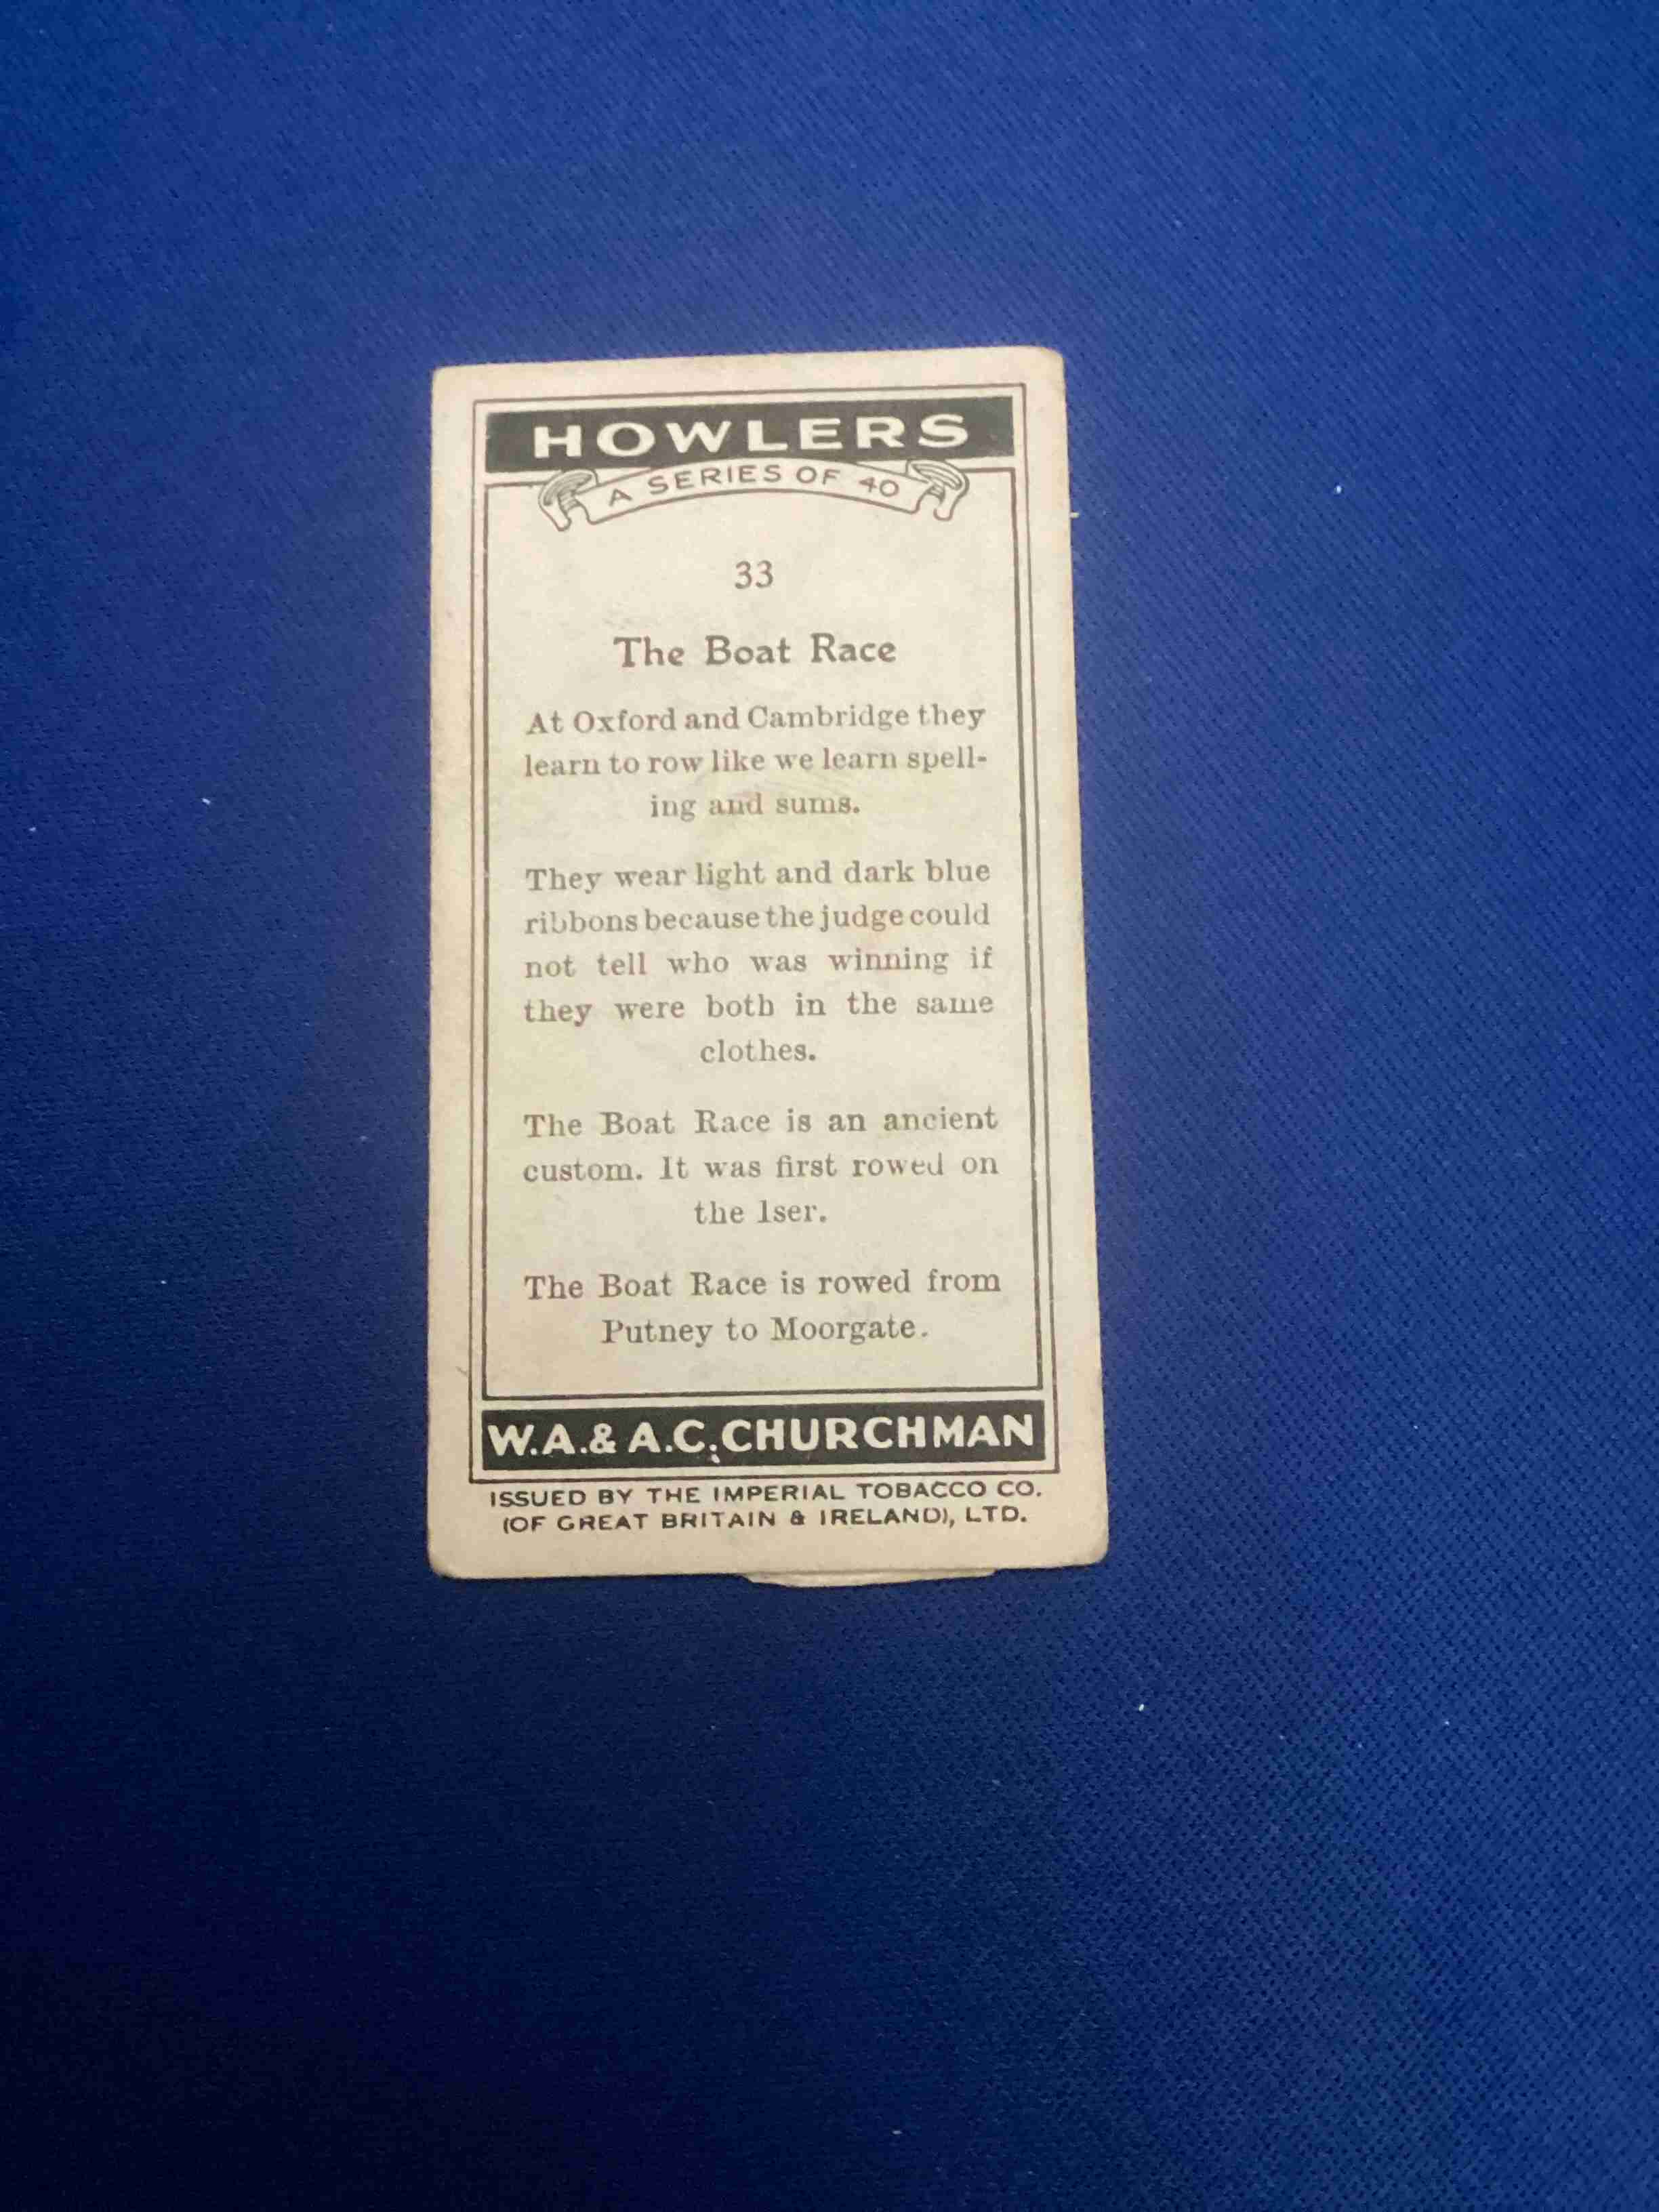 HOWLERS
A SERIES OF 40
33
The Boat Race
At Oxford and Cambridge they
learn to row like we learn spell-
ing and sums.
They wear light and dark blue
ribbons because the judge could
not tell who was winning if
they were both in the same
clothes.
The Boat Race is an ancient
custom. It was first rowed on
the Iser.
The Boat Race is rowed from
Putney to Moorgate.
W.A. & A.C. CHURCHMAN
ISSUED BY THE IMPERIAL TOBACCO CO.
(OF GREAT BRITAIN & IRELAND), LTD.